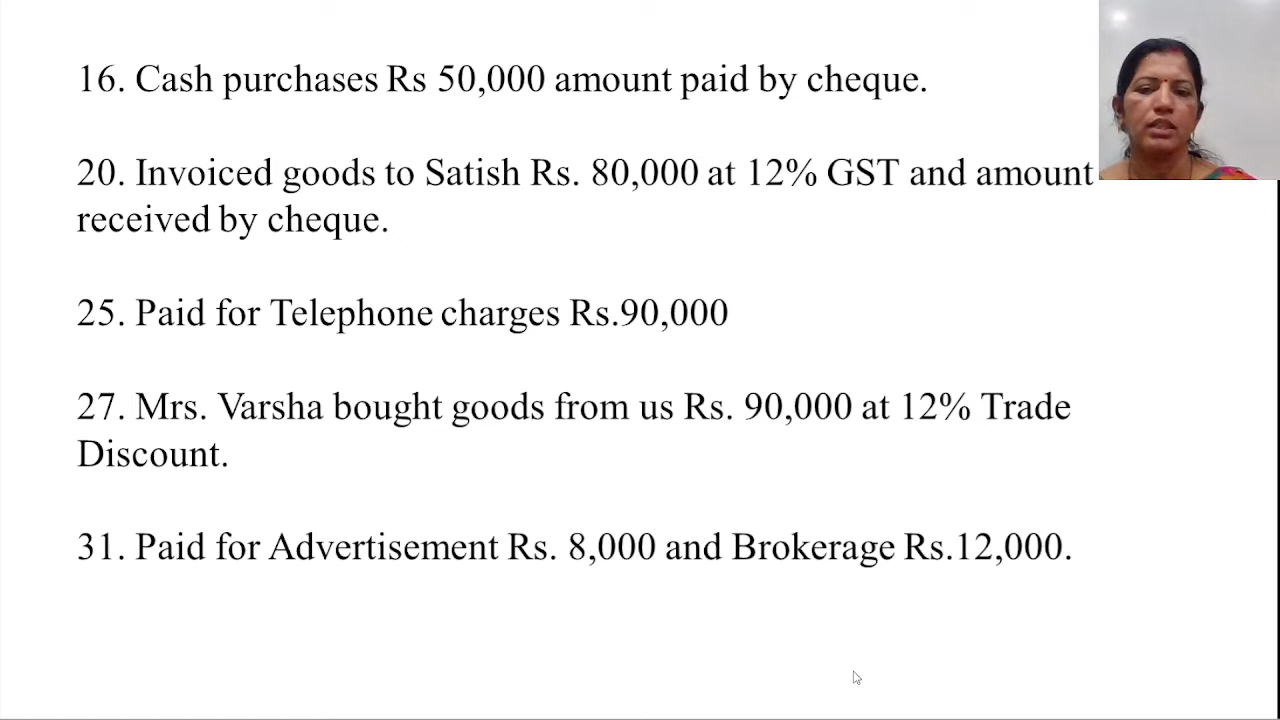 16. Cash purchases Rs 50,000 amount paid by cheque.
20. Invoiced goods to Satish Rs. 80,000 at 12% GST and amount
received by cheque.
25. Paid for Telephone charges Rs.90,000
27. Mrs. Varsha bought goods from us Rs. 90,000 at 12% Trade
Discount.
31. Paid for Advertisement Rs. 8,000 and Brokerage Rs.12,000.